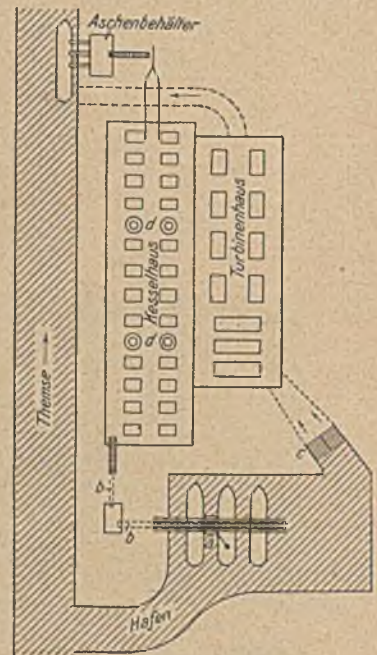 Aschenbehälter
d
d
Kesselhaus
Turbinenhaus
Themse
c
b
b
a
Hafen